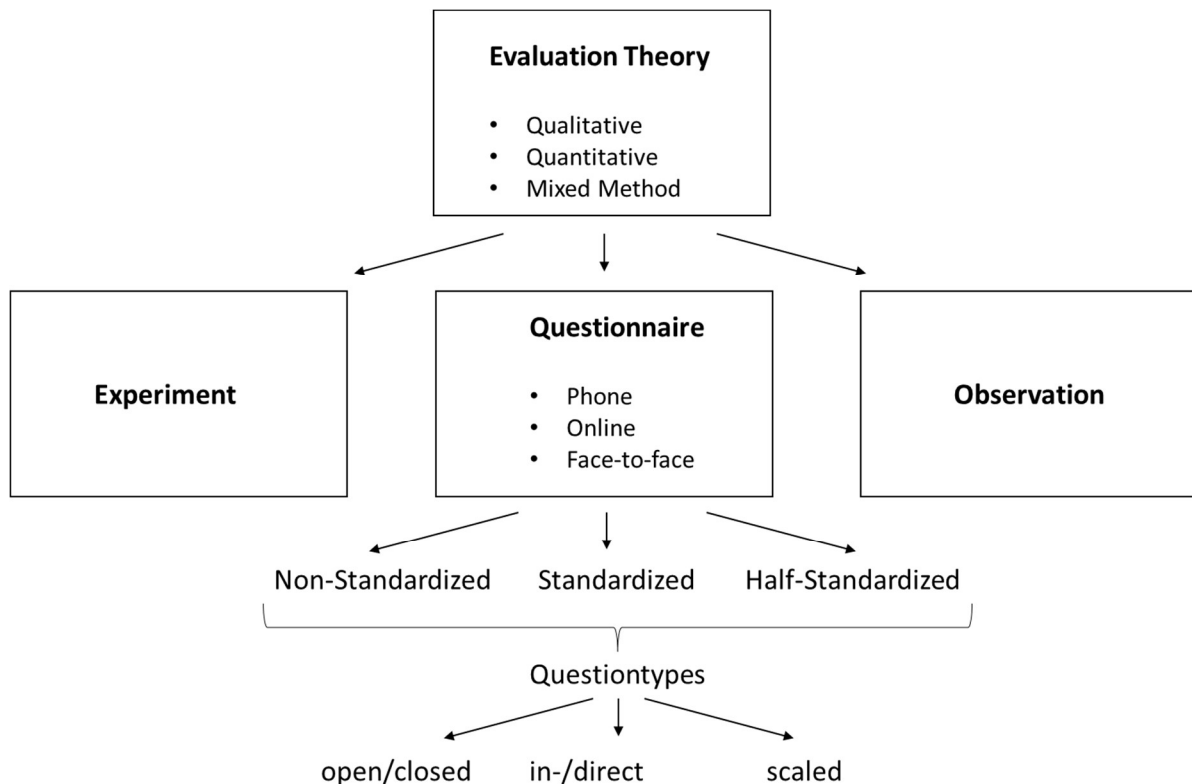 Evaluation Theory
• Qualitative
• Quantitative
• Mixed Method
Experiment
Questionnaire
• Phone
• Online
• Face-to-face
Observation
Non-Standardized Standardized Half-Standardized
Questiontypes
open/closed in-/direct scaled